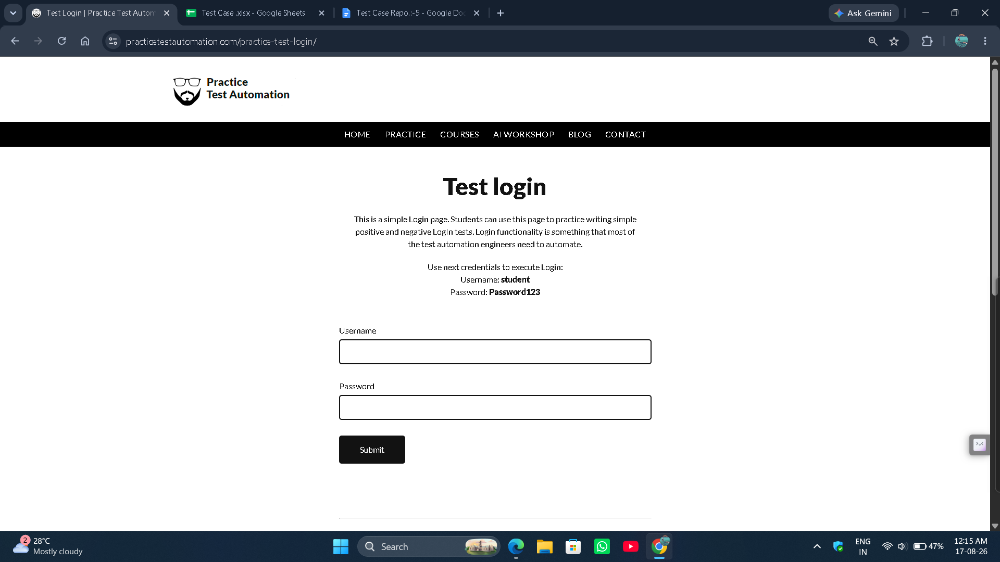 Test Login | Practice Test Autom
Test Case .xlsx - Google Sheets
Test Case Repo.:-5 - Google Doc
Ask Gemini
practicetestautomation.com/practice-test-login/
Practice
Test Automation
HOME
PRACTICE
COURSES
AI WORKSHOP
BLOG
CONTACT
Test login
This is a simple Login page. Students can use this page to practice writing simple
positive and negative LogIn tests. Login functionality is something that most of
the test automation engineers need to automate.
Use next credentials to execute Login:
Username: student
Password: Password123
Username
Password
Submit
2
28°C
Mostly cloudy
Search
ENG
IN
47%
12:15 AM
17-08-26